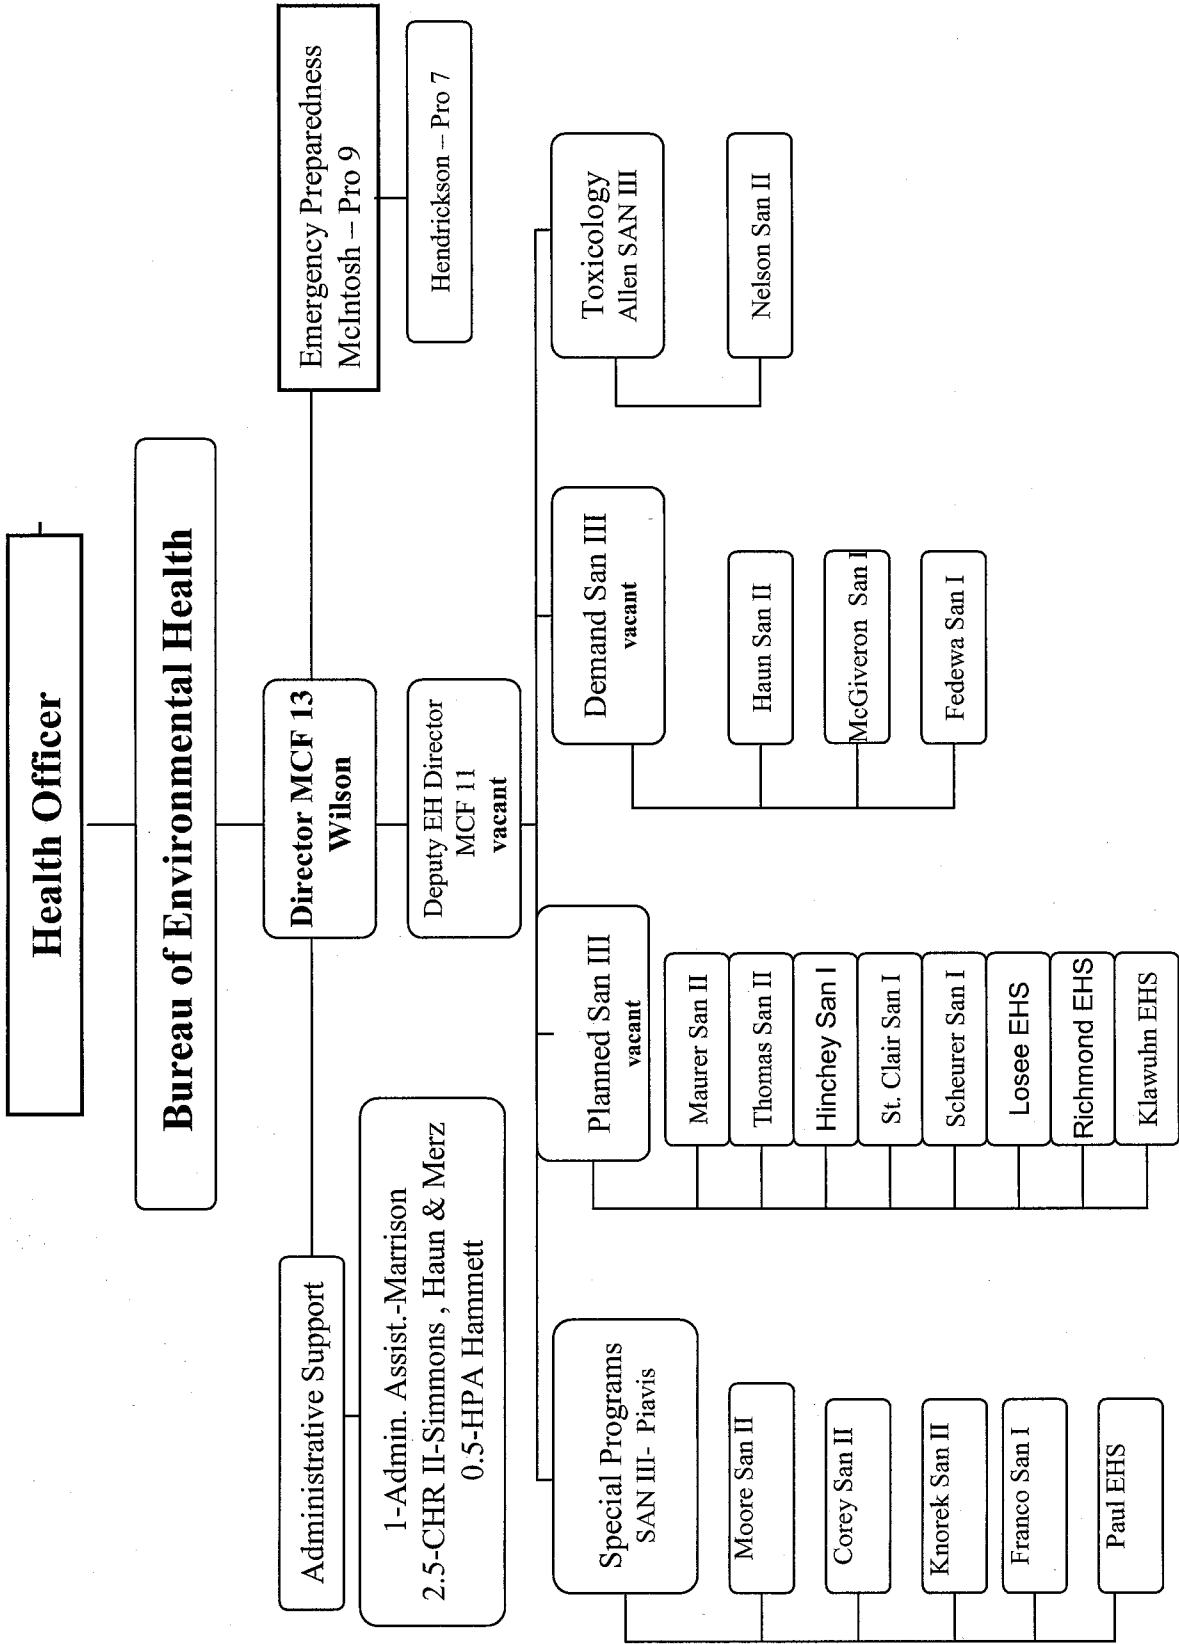 Health Officer
Bureau of Environmental Health
Director MCF 13
Wilson
Administrative Support
1-Admin. Assist.-Marrison
2.5-CHR II-Simmons , Haun & Merz
0.5-HPA Hammett
Emergency Preparedness
McIntosh – Pro 9
Hendrickson – Pro 7
Deputy EH Director
MCF 11
vacant
Special Programs
SAN III- Piavis
Moore San II
Corey San II
Knorek San II
Franco San I
Paul EHS
Planned San III
vacant
Maurer San II
Thomas San II
Hinchey San I
St. Clair San I
Scheurer San I
Losee EHS
Richmond EHS
Klawuhn EHS
Demand San III
vacant
Haun San II
McGiveron San I
Fedewa San I
Toxicology
Allen SAN III
Nelson San II